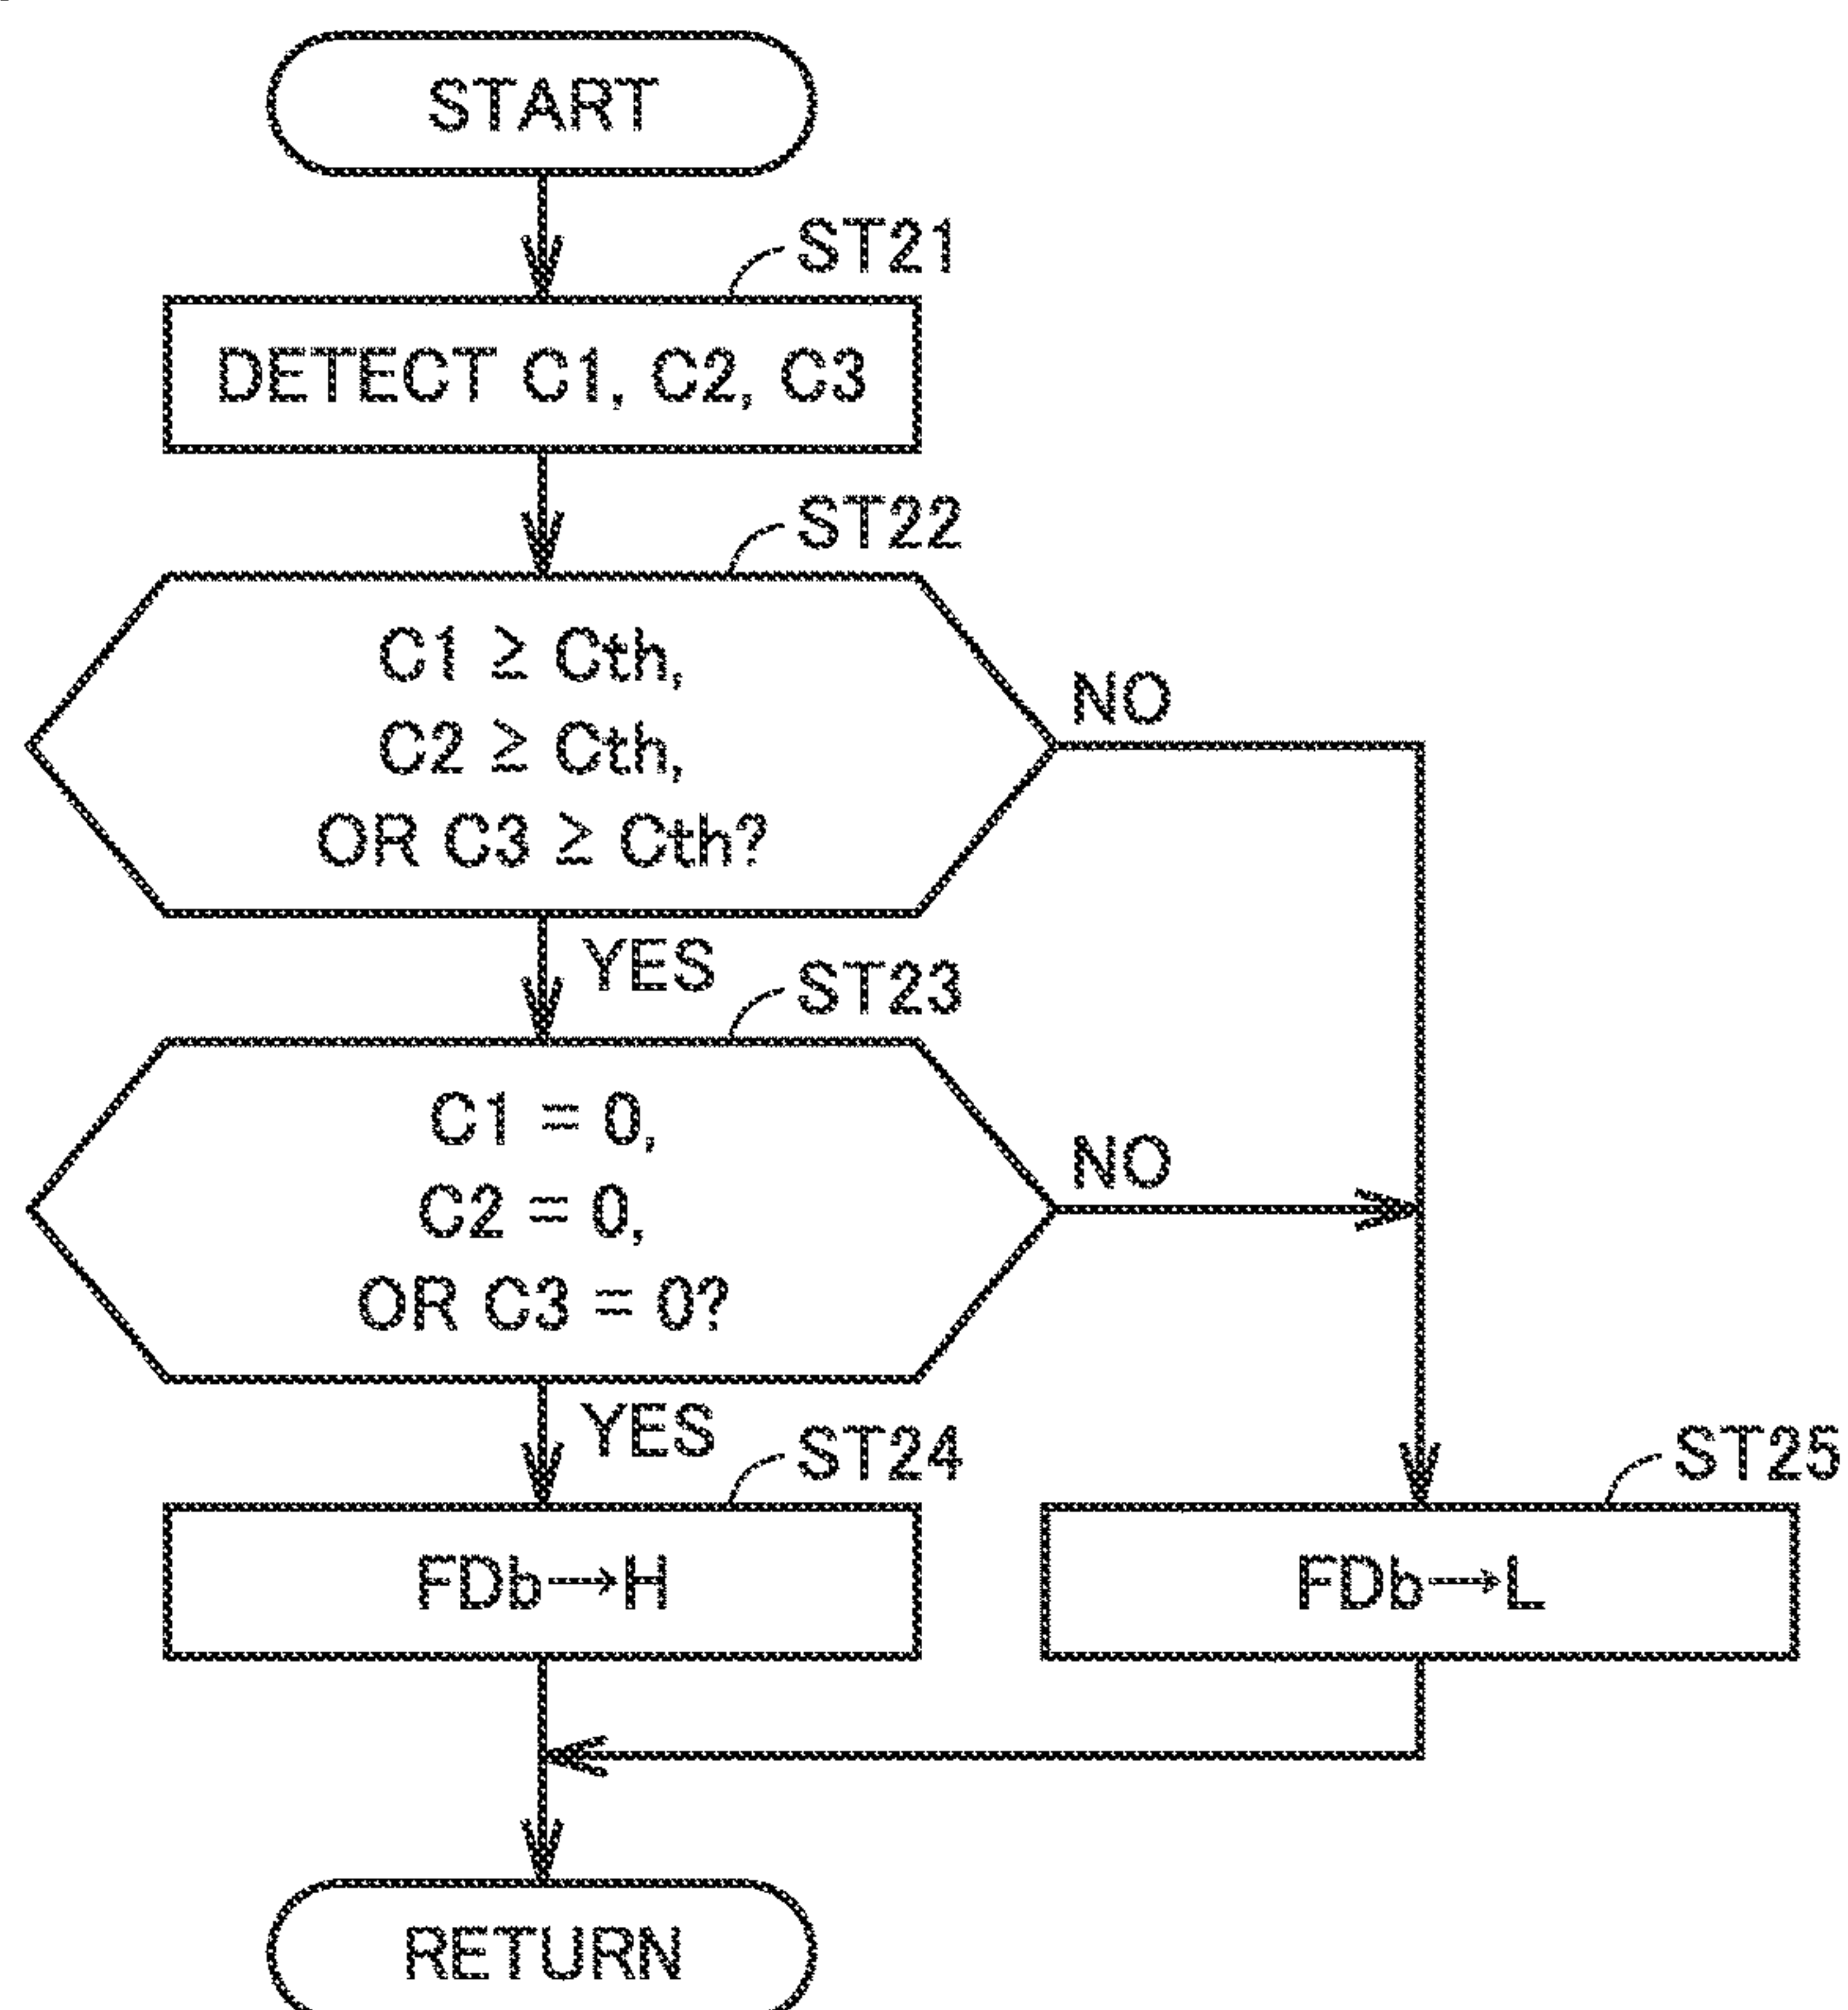 START
ST21
DETECT C1, C2, C3
ST22
C1 ≥ Cth,
C2 ≥ Cth,
OR C3 ≥ Cth?
NO
YES
ST23
C1 = 0,
C2 = 0,
OR C3 = 0?
NO
YES
ST24
ST25
FDb→H
FDb→L
RETURN